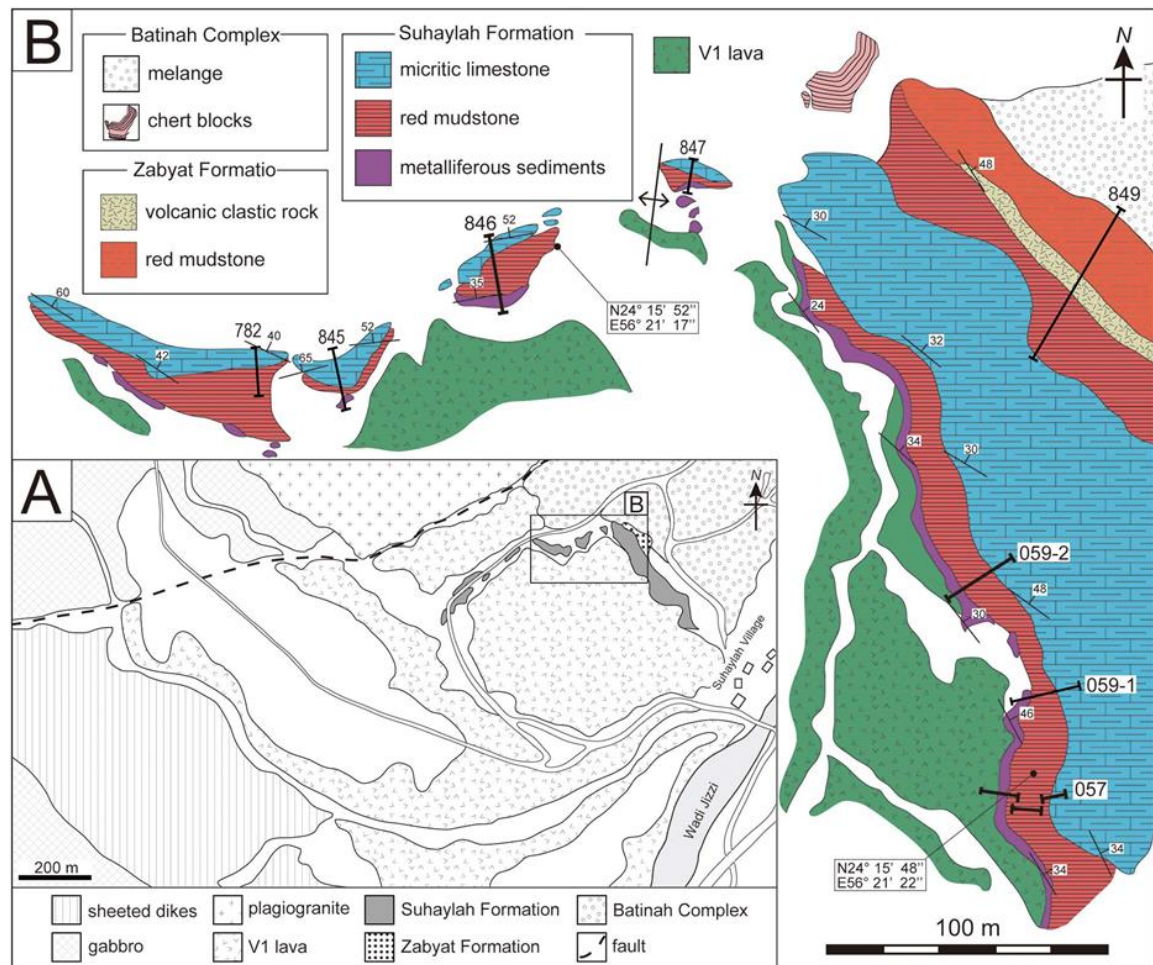 B
Batinah Complex
melange
chert blocks
Zabyat Formatio
volcanic clastic rock
red mudstone
Suhaylah Formation
micritic limestone
red mudstone
metalliferous sediments
V1 lava
N
847
48
849
30
846
52
35
N24° 15’ 52”
E56° 21’ 17”
24
60
782
40
845
52
65
42
32
34
30
059-2
48
30
059-1
46
057
N24° 15’ 48”
E56° 21’ 22”
34
34
100 m
A
B
N
Suhaylah Village
Wadi Jizzi
200 m
sheeted dikes
plagiogranite
Suhaylah Formation
Batinah Complex
gabbro
V1 lava
Zabyat Formation
fault